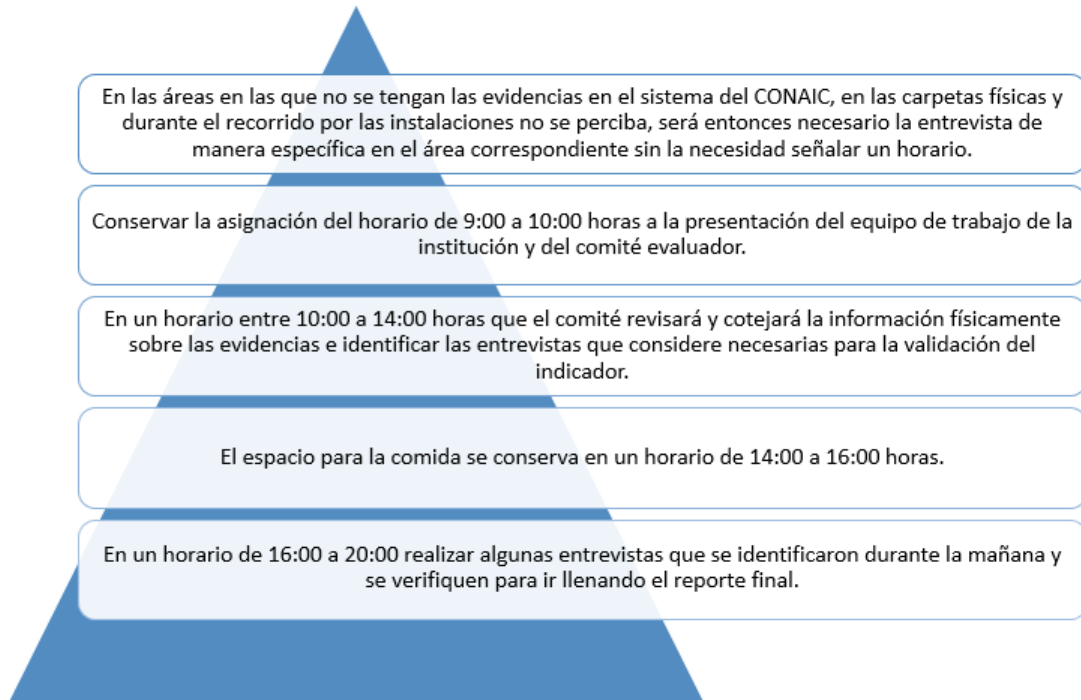 En las áreas en las que no se tengan las evidencias en el sistema del CONAIC, en las carpetas físicas y
durante el recorrido por las instalaciones no se perciba, será entonces necesario la entrevista de
manera específica en el área correspondiente sin la necesidad señalar un horario.
Conservar la asignación del horario de 9:00 a 10:00 horas a la presentación del equipo de trabajo de la
institución y del comité evaluador.
En un horario entre 10:00 a 14:00 horas que el comité revisará y cotejará la información físicamente
sobre las evidencias e identificar las entrevistas que considere necesarias para la validación del
indicador.
El espacio para la comida se conserva en un horario de 14:00 a 16:00 horas.
En un horario de 16:00 a 20:00 realizar algunas entrevistas que se identificaron durante la mañana y
se verifiquen para ir llenando el reporte final.